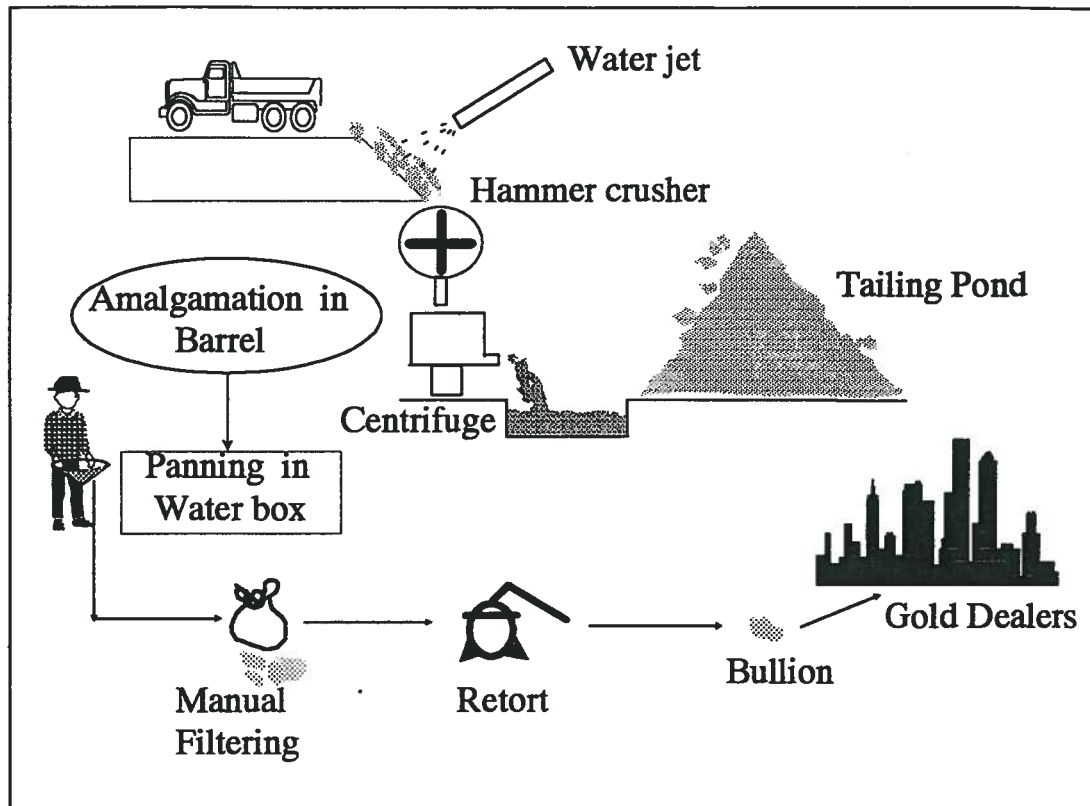 Water jet
Hammer crusher
Tailing Pond
Amalgamation in
Barrel
Centrifuge
Panning in
Water box
Gold Dealers
Bullion
Manual
Filtering
Retort